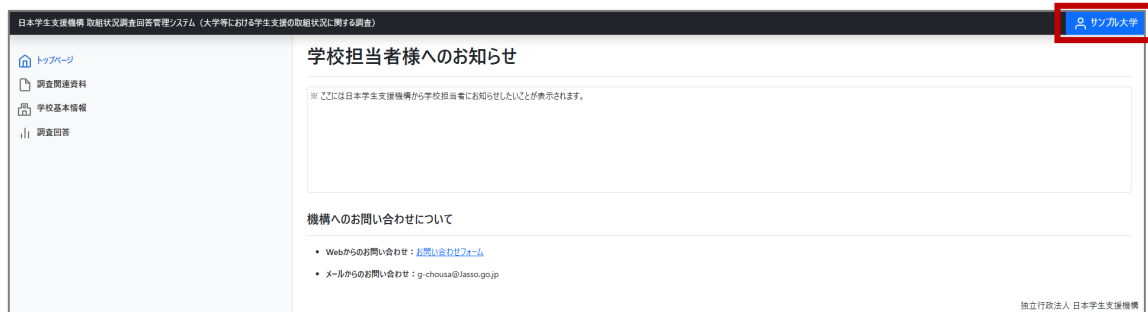 日本学生支援機構 取組状況調査回答管理システム（大学等における学生支援の取組状況に関する調査）
サンプル大学
トップページ
調査関連資料
学校基本情報
調査回答
学校担当者様へのお知らせ
※ ここには日本学生支援機構から学校担当者にお知らせしたいことが表示されます。
機構へのお問い合わせについて
• Webからのお問い合わせ：お問い合わせフォーム
• メールからのお問い合わせ：g-chousa@Jasso.go.jp
独立行政法人 日本学生支援機構